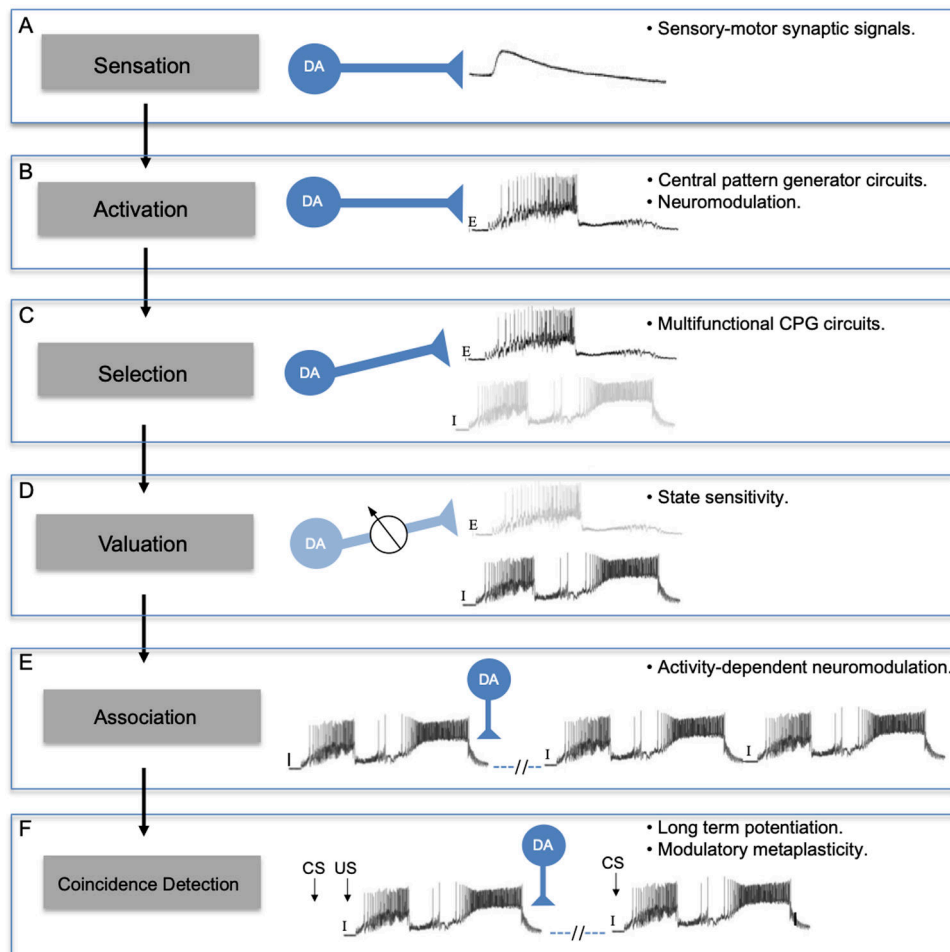 A
Sensation
DA
• Sensory-motor synaptic signals.
B
Activation
DA
E
• Central pattern generator circuits.
• Neuromodulation.
C
Selection
DA
E
I
• Multifunctional CPG circuits.
D
Valuation
DA
E
I
• State sensitivity.
E
Association
DA
I
--- // ---
I
I
• Activity-dependent neuromodulation.
F
Coincidence Detection
CS US
I
DA
--- // ---
CS
I
• Long term potentiation.
• Modulatory metaplasticity.